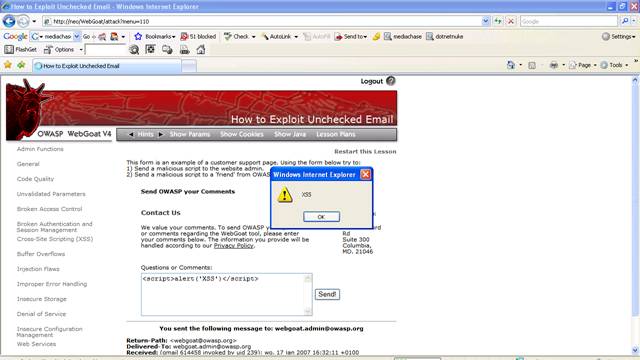 How to Exploit Unchecked Email - Windows Internet Explorer
http://neo/WebGoat/attack?menu=110
Live Search
Google
mediachase
Go
Bookmarks
51 blocked
Check
AutoLink
AutoFill
Send to
mediachase
dotnetnuke
Settings
FlashGet
Options
Get It
How to Exploit Unchecked Email
Page
Tools
Logout ?
How to Exploit Unchecked Email
OWASP WebGoat V4
Hints
Show Params
Show Cookies
Show Java
Lesson Plans
Restart this Lesson
Admin Functions
General
Code Quality
Unvalidated Parameters
Broken Access Control
Broken Authentication and Session Management
Cross-Site Scripting (XSS)
Buffer Overflows
Injection Flaws
Improper Error Handling
Insecure Storage
Denial of Service
Insecure Configuration Management
Web Services
This form is an example of a customer support page. Using the form below try to:
1) Send a malicious script to the website admin.
2) Send a malicious script to a 'friend' from OWAS
Windows Internet Explorer
XSS
OK
Send OWASP your Comments
Contact Us
We value your comments. To send OWASP
or comments regarding the WebGoat tool, please enter
your comments below. The information you provide will be
handled according to our Privacy Policy.
Rd
Suite 300
Columbia,
MD. 21046
Questions or Comments:
<script>alert('XSS')</script>
Send!
You sent the following message to: webgoat.admin@owasp.org
Return-Path: <webgoat@owasp.org>
Delivered-To: webgoat.admin@owasp.org
Received: (qmail 614458 invoked by uid 239); wo, 17 jan 2007 16:32:11 +0100